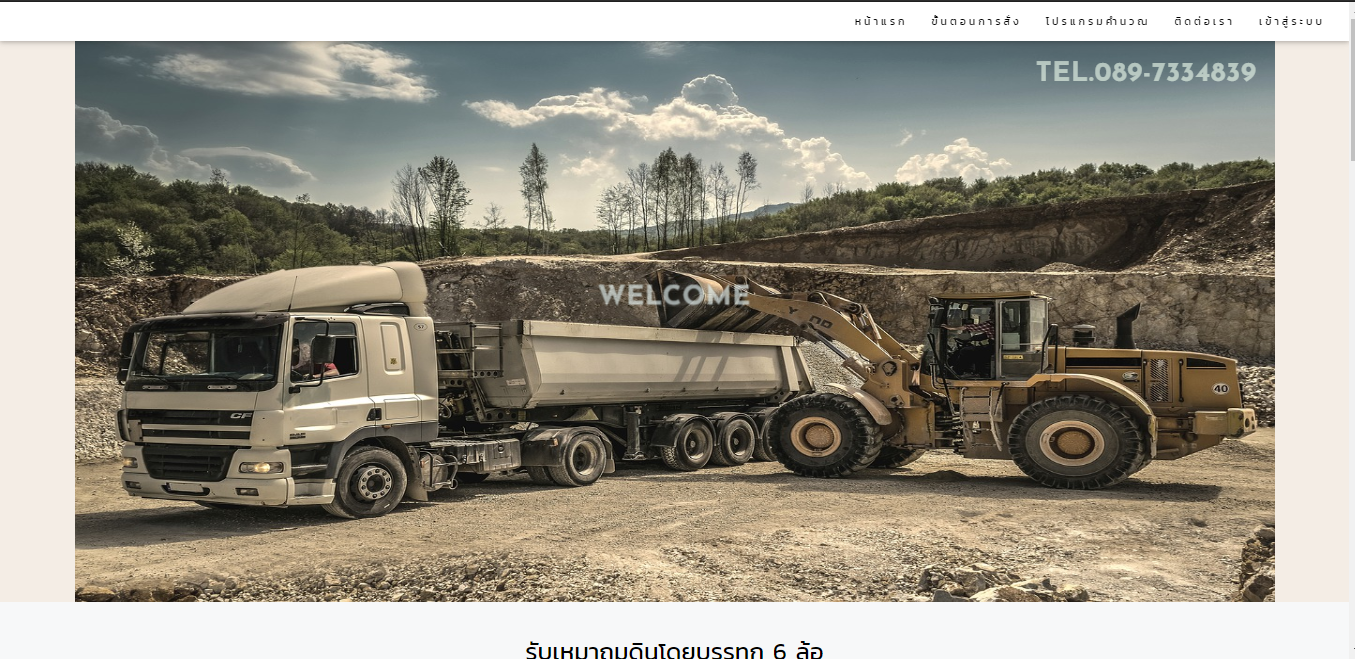 หน้าแรก ขั้นตอนการสั่ง โปรแกรมคำนวณ ติดต่อเรา เข้าสู่ระบบ
TEL.089-7334839
WELCOME
CF
40
รับเหมาถมดินโดยบรรทุก 6 ล้อ